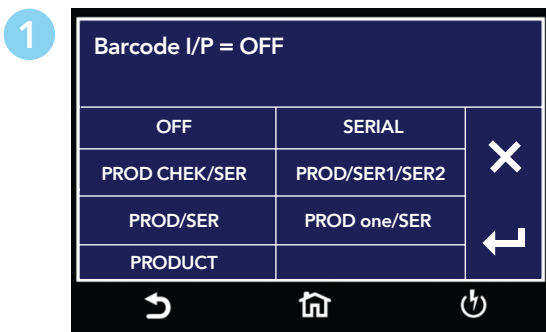 1
Barcode I/P = OFF
OFF SERIAL
PROD CHEK/SER PROD/SER1/SER2
PROD/SER PROD one/SER
PRODUCT